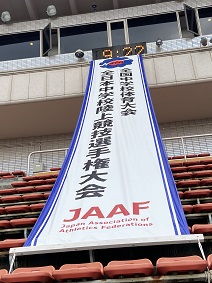 9:27
全国中学校体育大会
全日本中学校陸上競技選手権大会
JAAF
Japan Association of
Athletics Federations